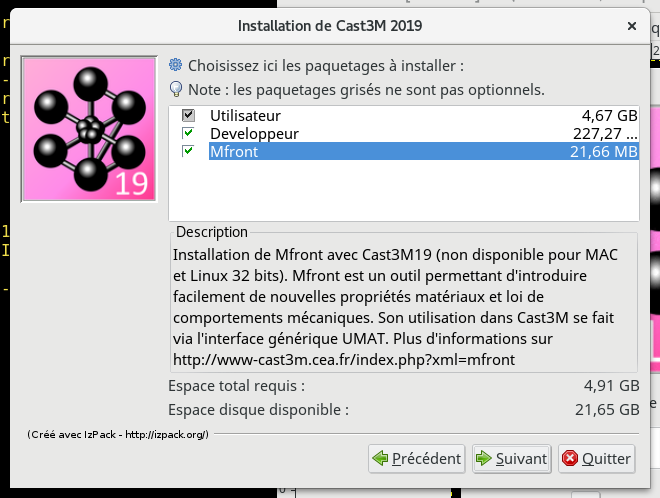 Installation de Cast3M 2019
Choisissez ici les paquetages à installer :
Note : les paquetages grisés ne sont pas optionnels.
Utilisateur 4,67 GB
Developpeur 227,27 ...
Mfront 21,66 MB
19
Description
Installation de Mfront avec Cast3M19 (non disponible pour MAC
et Linux 32 bits). Mfront est un outil permettant d'introduire
facilement de nouvelles propriétés matériaux et loi de
comportements mécaniques. Son utilisation dans Cast3M se fait
via l'interface générique UMAT. Plus d'informations sur
http://www-cast3m.cea.fr/index.php?xml=mfront
Espace total requis : 4,91 GB
Espace disque disponible : 21,65 GB
(Créé avec IzPack - http://izpack.org/)
Précédent
Suivant
Quitter